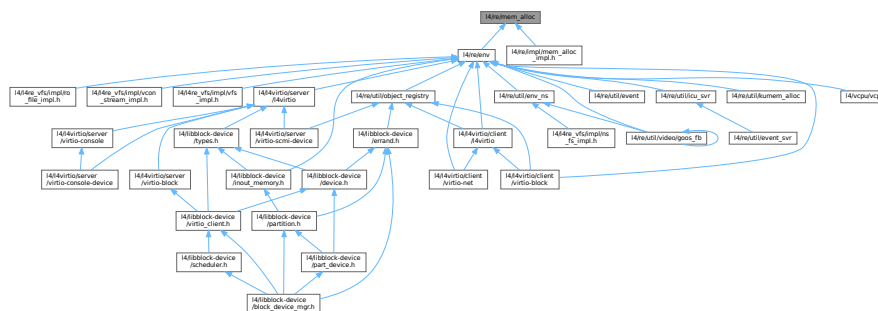 l4/re/mem_alloc
l4/re/env
l4/re/impl/mem_alloc
_impl.h
l4/l4re_vfs/impl/ro
_file_impl.h
l4/l4re_vfs/impl/vcon
_stream_impl.h
l4/l4re_vfs/impl/vfs
_impl.h
l4/l4virtio/server
/l4virtio
l4/re/util/object_registry
l4/re/util/env_ns
l4/re/util/event
l4/re/util/icu_svr
l4/re/util/kumem_alloc
l4/vcpu/vcpu
l4/l4virtio/server
/virtio-console
l4/libblock-device
/types.h
l4/l4virtio/server
/virtio-scmi-device
l4/libblock-device
/errand.h
l4/l4virtio/client
/l4virtio
l4/l4re_vfs/impl/ns
_fs_impl.h
l4/re/util/video/goos_fb
l4/re/util/event_svr
l4/l4virtio/server
/virtio-console-device
l4/l4virtio/server
/virtio-block
l4/libblock-device
/inout_memory.h
l4/libblock-device
/device.h
l4/l4virtio/client
/virtio-net
l4/l4virtio/client
/virtio-block
l4/libblock-device
/virtio_client.h
l4/libblock-device
/partition.h
l4/libblock-device
/scheduler.h
l4/libblock-device
/part_device.h
l4/libblock-device
/block_device_mgr.h